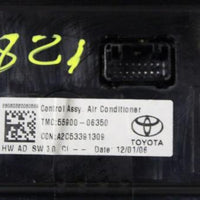 821
Control Assy Air Conditioner
TMC:55900-06350
CON:A2C53391309
TOYOTA
HW AD SW 3.0 CI -- Date: 12/01/06